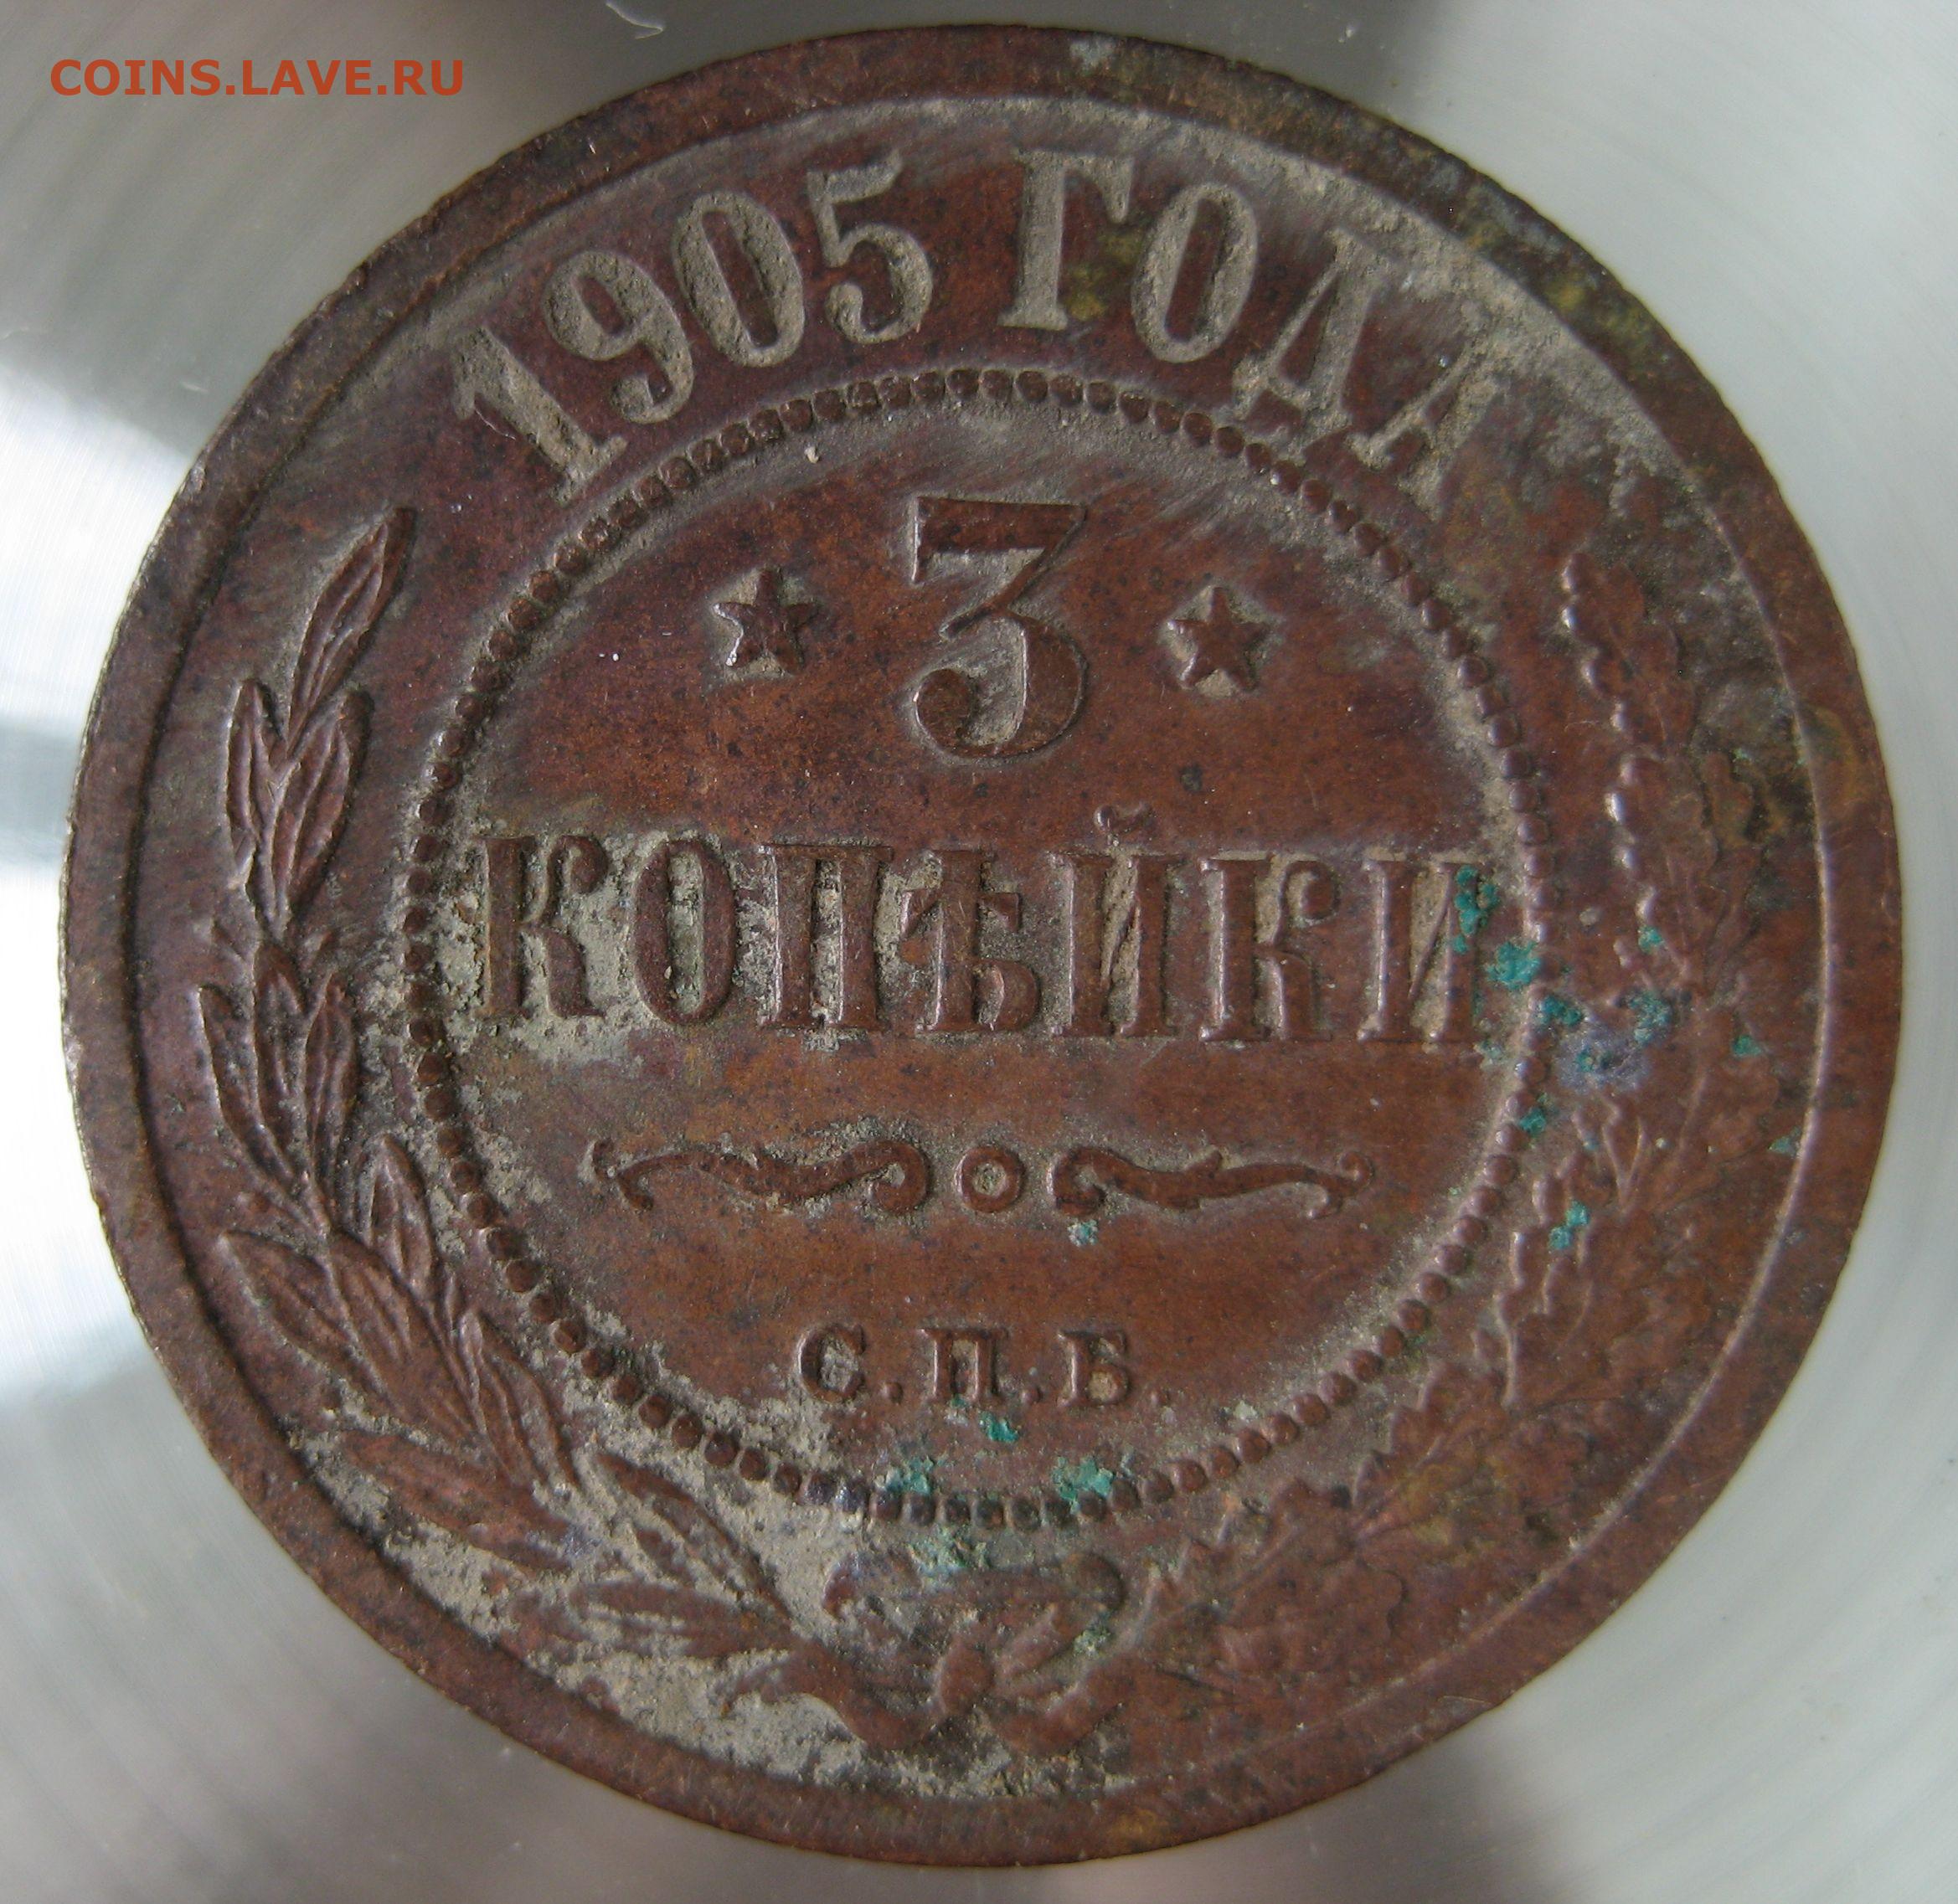 COINS.LAVE.RU
1905 ГОДА
3
КОПѢЙКИ
С.П.Б.